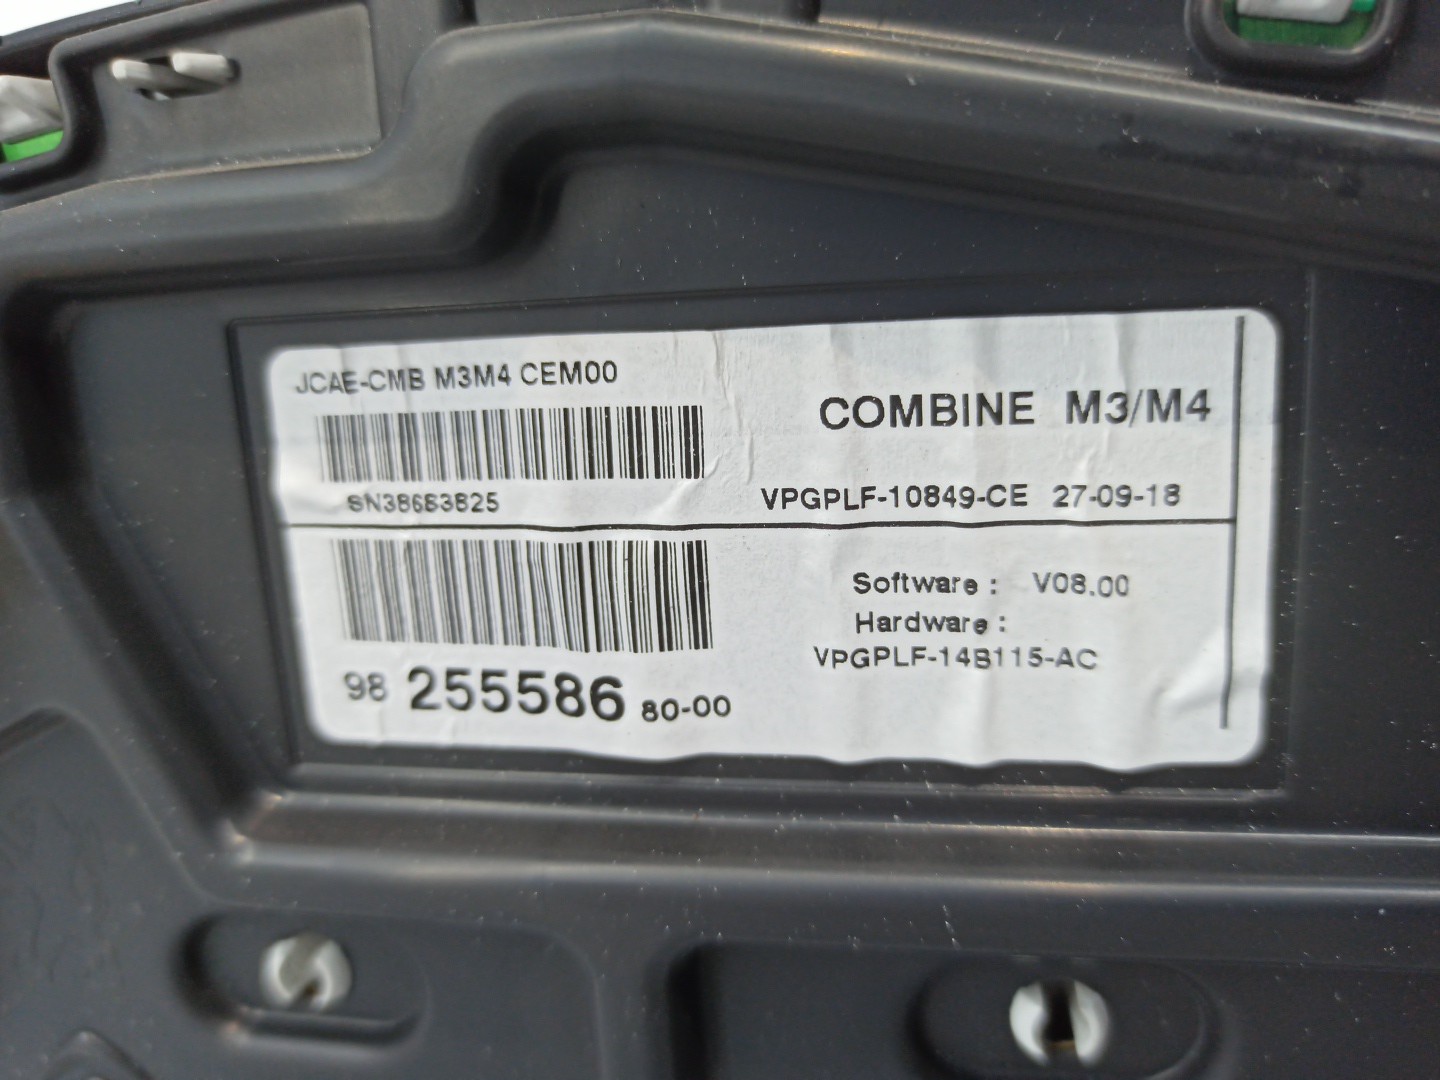 JCAE-CMB M3M4 CEM00
COMBINE M3/M4
SN38683825
VPGPLF-10849-CE 27-09-18
Software : V08.00
Hardware :
VPGPLF-14B115-AC
98 255586 80-00